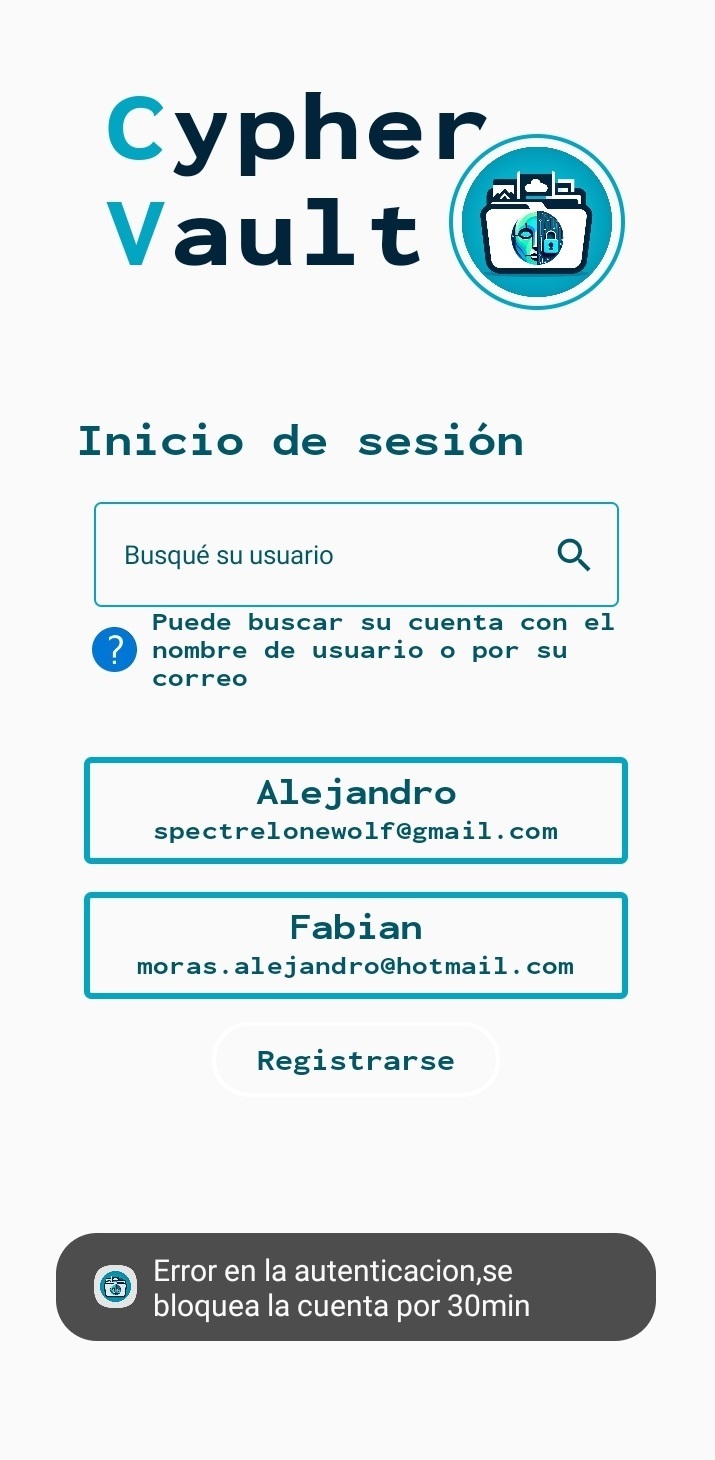 Cypher
Vault
Inicio de sesión
Busqué su usuario
?
Puede buscar su cuenta con el
nombre de usuario o por su
correo
Alejandro
spectrelonewolf@gmail.com
Fabian
moras.alejandro@hotmail.com
Registrarse
Error en la autenticacion,se
bloquea la cuenta por 30min